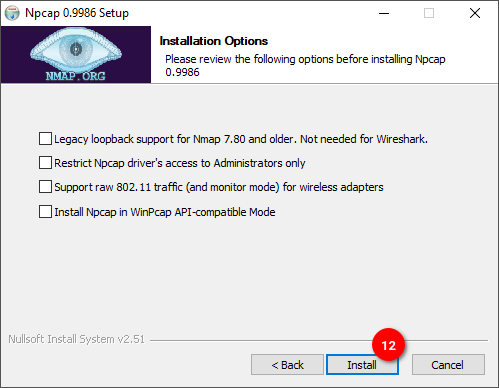 Npcap 0.9986 Setup
NMAP.ORG
Installation Options
Please review the following options before installing Npcap
0.9986
Legacy loopback support for Nmap 7.80 and older. Not needed for Wireshark.
Restrict Npcap driver's access to Administrators only
Support raw 802.11 traffic (and monitor mode) for wireless adapters
Install Npcap in WinPcap API-compatible Mode
Nullsoft Install System v2.51
12
< Back
Install
Cancel